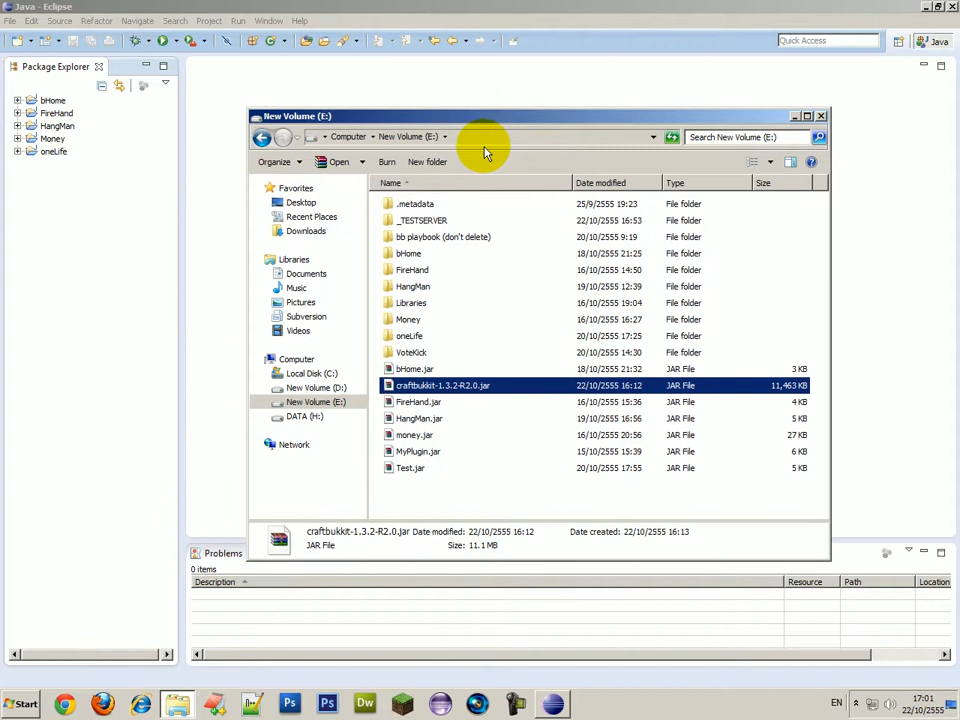 Java - Eclipse
File Edit Source Refactor Navigate Search Project Run Window Help
Quick Access
Java
Package Explorer
bHome
FireHand
HangMan
Money
oneLife
New Volume (E:)
Computer New Volume (E:)
Search New Volume (E:)
Organize Open Burn New folder
Favorites
Desktop
Recent Places
Downloads
Libraries
Documents
Music
Pictures
Subversion
Videos
Computer
Local Disk (C:)
New Volume (D:)
New Volume (E:)
DATA (H:)
Network
Name Date modified Type Size
.metadata 25/9/2555 19:23 File folder
_TESTSERVER 22/10/2555 16:53 File folder
bb playbook (don't delete) 20/10/2555 9:19 File folder
bHome 18/10/2555 21:25 File folder
FireHand 16/10/2555 14:50 File folder
HangMan 19/10/2555 12:39 File folder
Libraries 16/10/2555 19:04 File folder
Money 16/10/2555 16:27 File folder
oneLife 20/10/2555 17:25 File folder
VoteKick 19/10/2555 14:30 File folder
bHome.jar 18/10/2555 21:32 JAR File 3 KB
craftbukkit-1.3.2-R2.0.jar 22/10/2555 16:12 JAR File 11,463 KB
FireHand.jar 16/10/2555 15:36 JAR File 4 KB
HangMan.jar 19/10/2555 16:56 JAR File 5 KB
money.jar 16/10/2555 20:56 JAR File 27 KB
MyPlugin.jar 15/10/2555 15:39 JAR File 6 KB
Test.jar 20/10/2555 17:55 JAR File 5 KB
craftbukkit-1.3.2-R2.0.jar Date modified: 22/10/2555 16:12 Date created: 22/10/2555 16:13
JAR File Size: 11.1 MB
Problems
0 items
Description Resource Path Location
Start
EN
17:01
22/10/2555